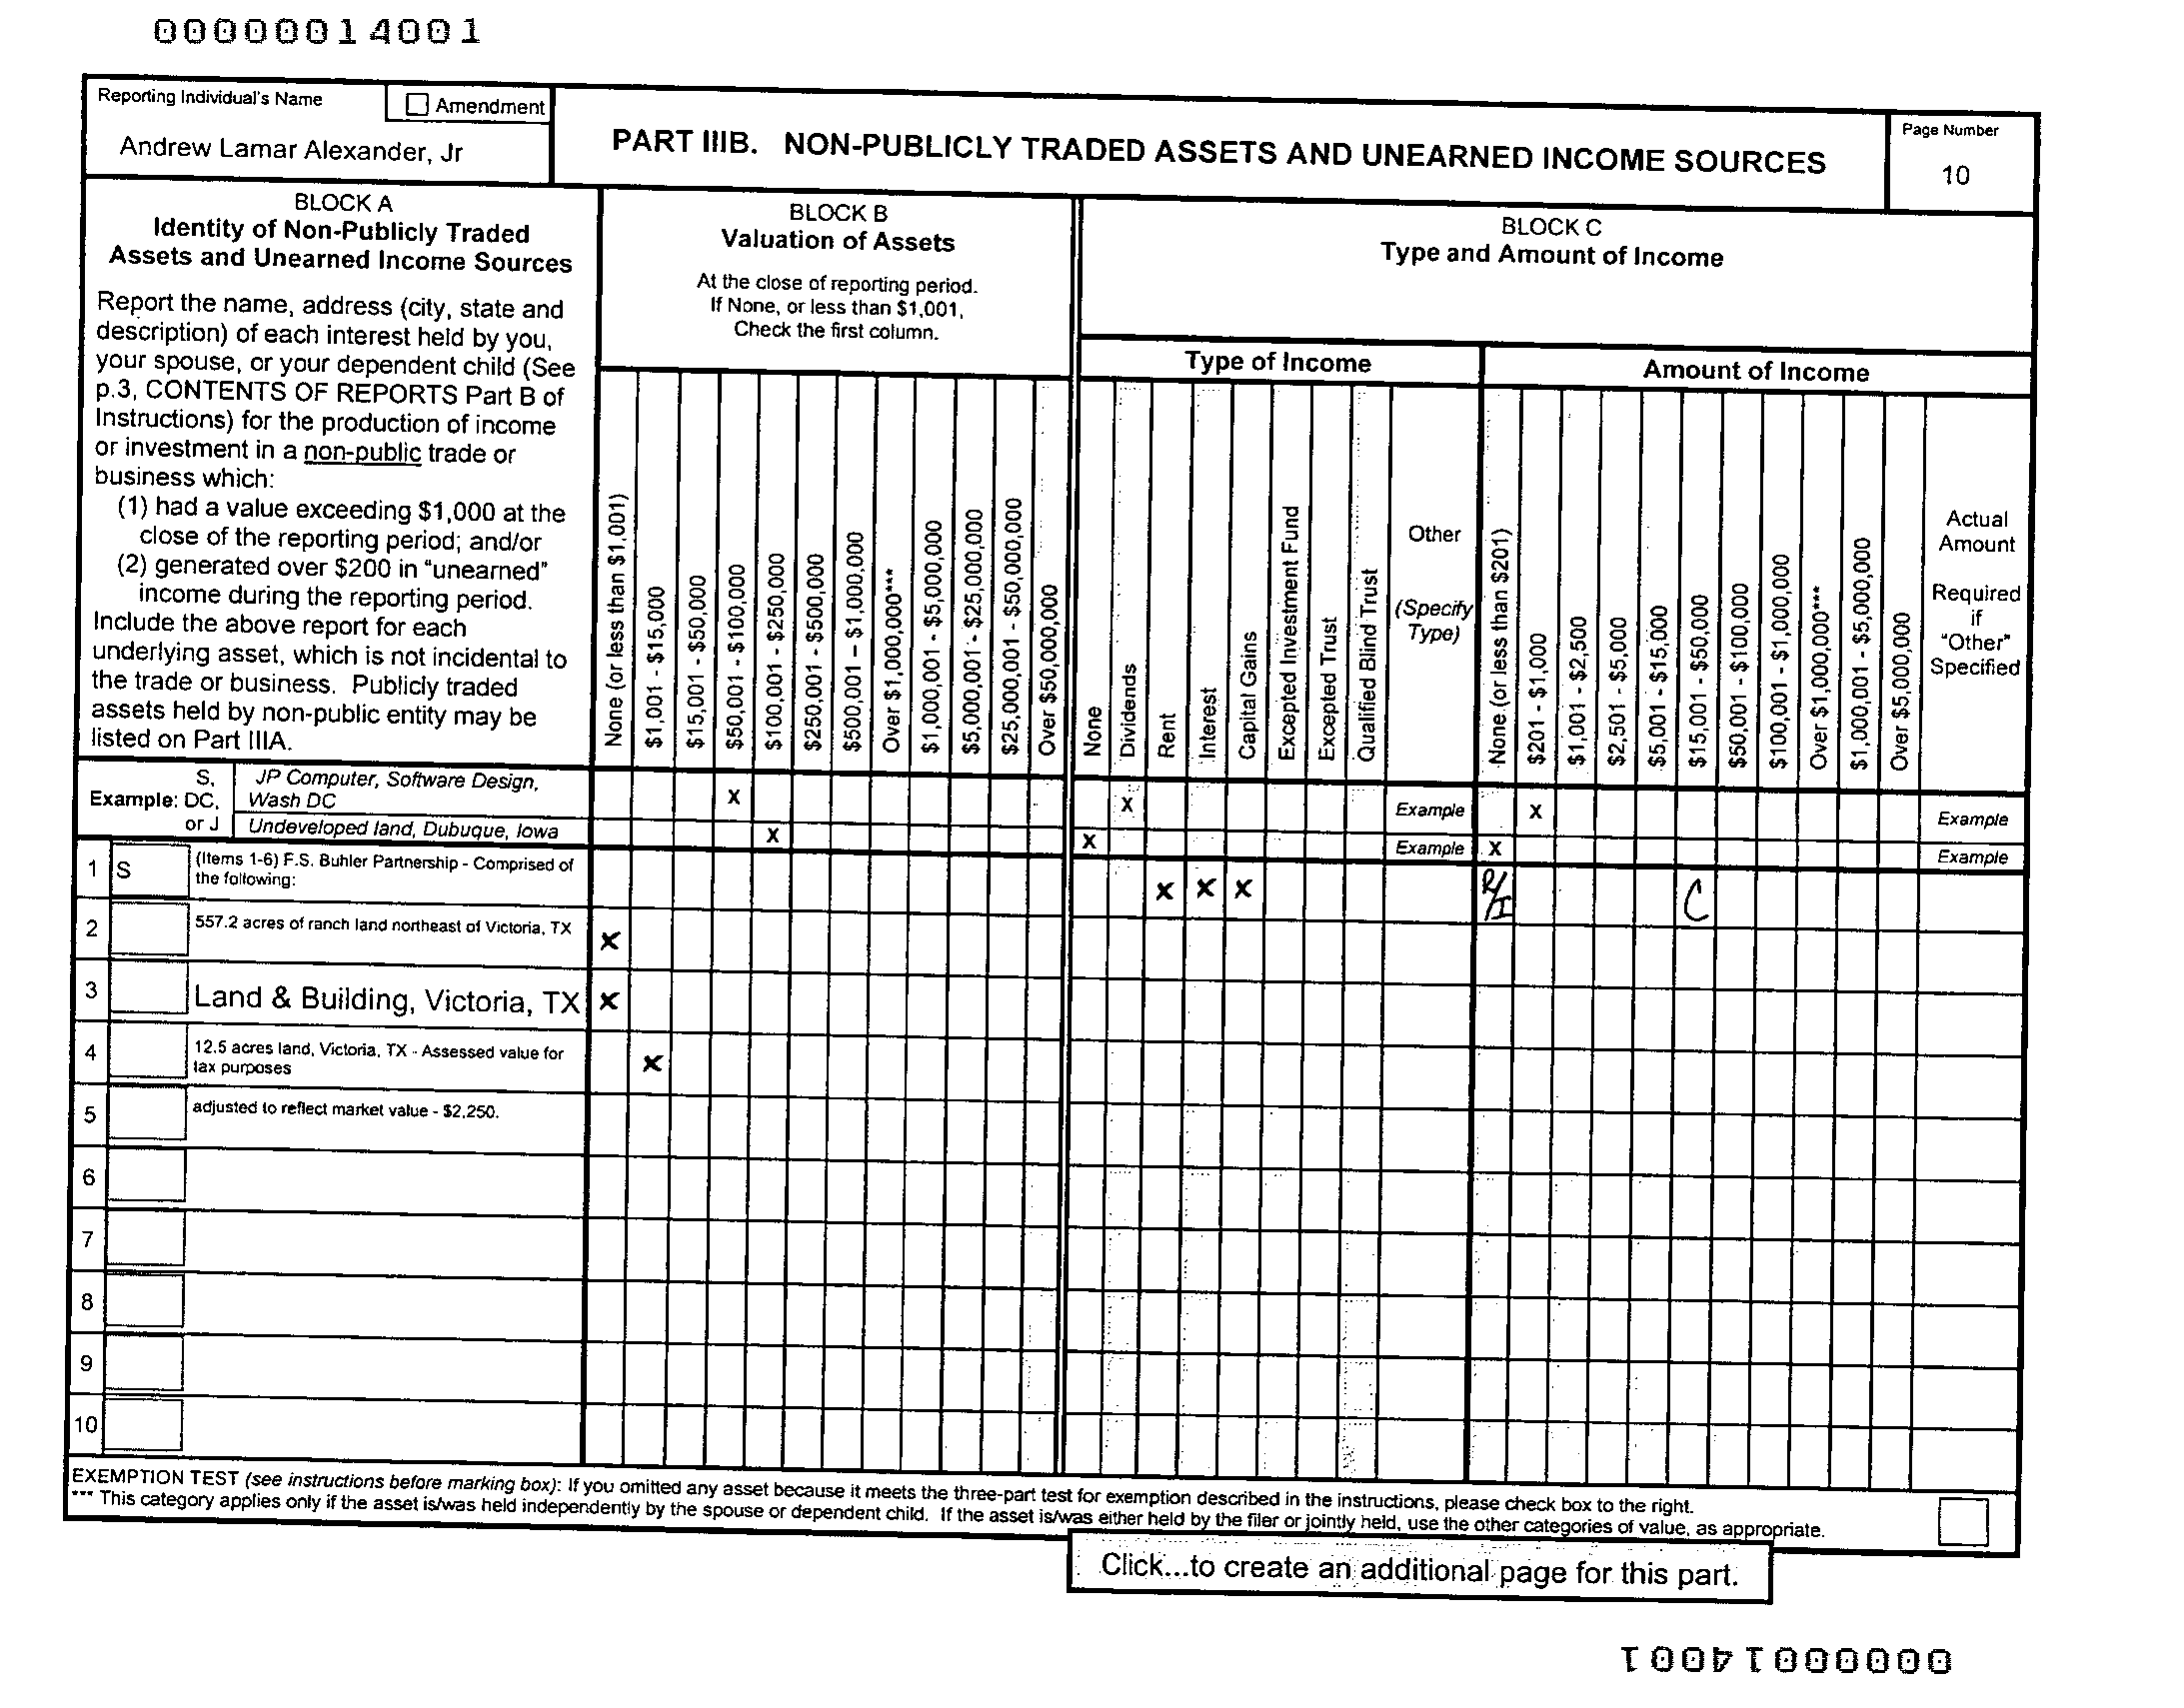 00000014001
Reporting Individual's Name
Amendment
Andrew Lamar Alexander, Jr
PART IIIB. NON-PUBLICLY TRADED ASSETS AND UNEARNED INCOME SOURCES
Page Number
10
BLOCK A
Identity of Non-Publicly Traded
Assets and Unearned Income Sources
Report the name, address (city, state and
description) of each interest held by you,
your spouse, or your dependent child (See
p.3, CONTENTS OF REPORTS Part B of
Instructions) for the production of income
or investment in a non-public trade or
business which:
(1) had a value exceeding $1,000 at the
close of the reporting period; and/or
(2) generated over $200 in "unearned"
income during the reporting period.
Include the above report for each
underlying asset, which is not incidental to
the trade or business. Publicly traded
assets held by non-public entity may be
listed on Part IIIA.
BLOCK B
Valuation of Assets
At the close of reporting period.
If None, or less than $1,001,
Check the first column.
None (or less than $1,001)
$1,001 - $15,000
$15,001 - $50,000
$50,001 - $100,000
$100,001 - $250,000
$250,001 - $500,000
$500,001 – $1,000,000
Over $1,000,000***
$1,000,001 - $5,000,000
$5,000,001 - $25,000,000
$25,000,001 - $50,000,000
Over $50,000,000
BLOCK C
Type and Amount of Income
Type of Income
None
Dividends
Rent
Interest
Capital Gains
Excepted Investment Fund
Excepted Trust
Qualified Blind Trust
Other
(Specify
Type)
Amount of Income
None (or less than $201)
$201 - $1,000
$1,001 - $2,500
$2,501 - $5,000
$5,001 - $15,000
$15,001 - $50,000
$50,001 - $100,000
$100,001 - $1,000,000
Over $1,000,000***
$1,000,001 - $5,000,000
Over $5,000,000
Actual
Amount
Required
if
"Other"
Specified
Example:
S,
DC,
or J
JP Computer, Software Design,
Wash DC
X X Example X Example
Undeveloped land, Dubuque, Iowa X X Example X Example
1 S (Items 1-6) F.S. Buhler Partnership - Comprised of
the following:
X X X R/I C
2 557.2 acres of ranch land northeast of Victoria, TX X
3 Land & Building, Victoria, TX X
4 12.5 acres land, Victoria, TX - Assessed value for
tax purposes
X
5 adjusted to reflect market value - $2,250.
6
7
8
9
10
EXEMPTION TEST (see instructions before marking box): If you omitted any asset because it meets the three-part test for exemption described in the instructions, please check box to the right.
*** This category applies only if the asset is/was held independently by the spouse or dependent child. If the asset is/was either held by the filer or jointly held, use the other categories of value, as appropriate.
Click...to create an additional page for this part.
00000014001